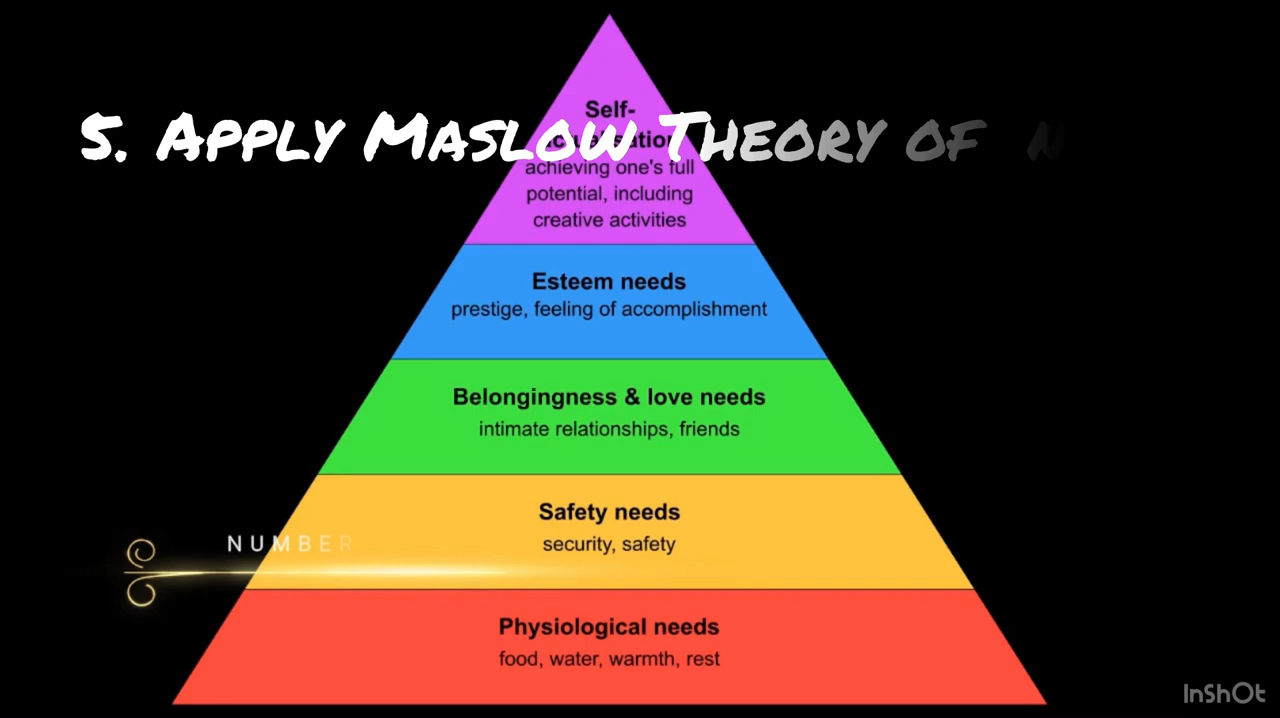 5. Apply Maslow Theory of n
Self-
achieving one's full
potential, including
creative activities
Esteem needs
prestige, feeling of accomplishment
Belongingness & love needs
intimate relationships, friends
Safety needs
security, safety
NUMBER
Physiological needs
food, water, warmth, rest
InShOt